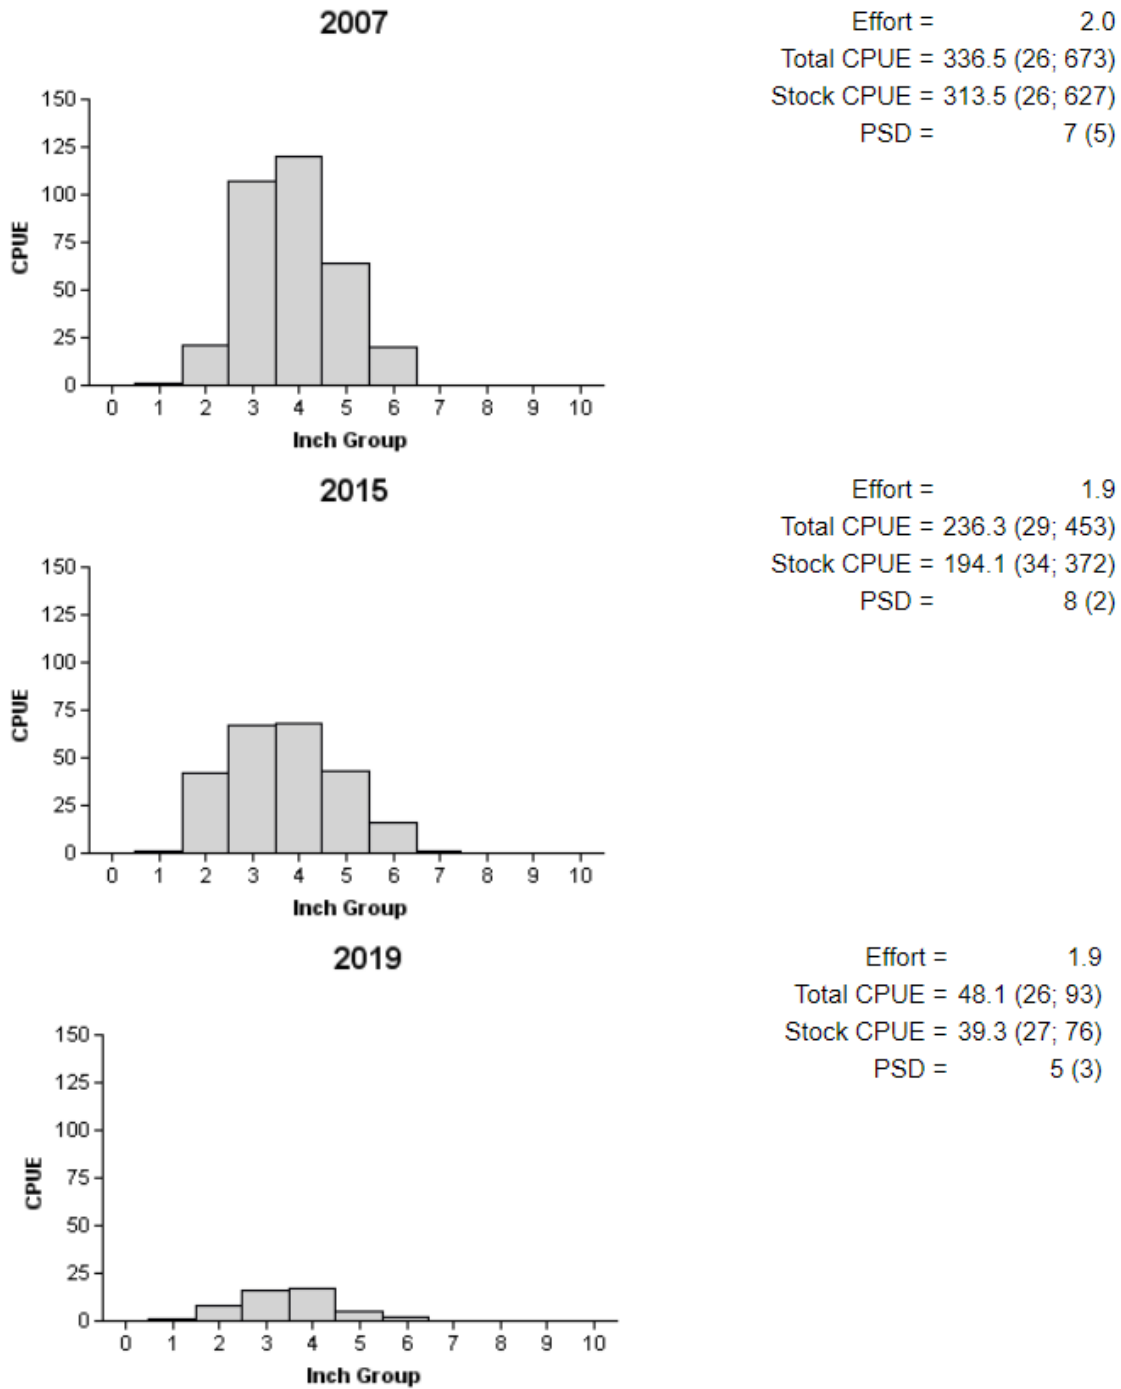 2007
Effort = 2.0
Total CPUE = 336.5 (26; 673)
Stock CPUE = 313.5 (26; 627)
PSD = 7 (5)
150
125
100
75
50
25
0
CPUE
0 1 2 3 4 5 6 7 8 9 10
Inch Group
2015
Effort = 1.9
Total CPUE = 236.3 (29; 453)
Stock CPUE = 194.1 (34; 372)
PSD = 8 (2)
150
125
100
75
50
25
0
CPUE
0 1 2 3 4 5 6 7 8 9 10
Inch Group
2019
Effort = 1.9
Total CPUE = 48.1 (26; 93)
Stock CPUE = 39.3 (27; 76)
PSD = 5 (3)
150
125
100
75
50
25
0
CPUE
0 1 2 3 4 5 6 7 8 9 10
Inch Group